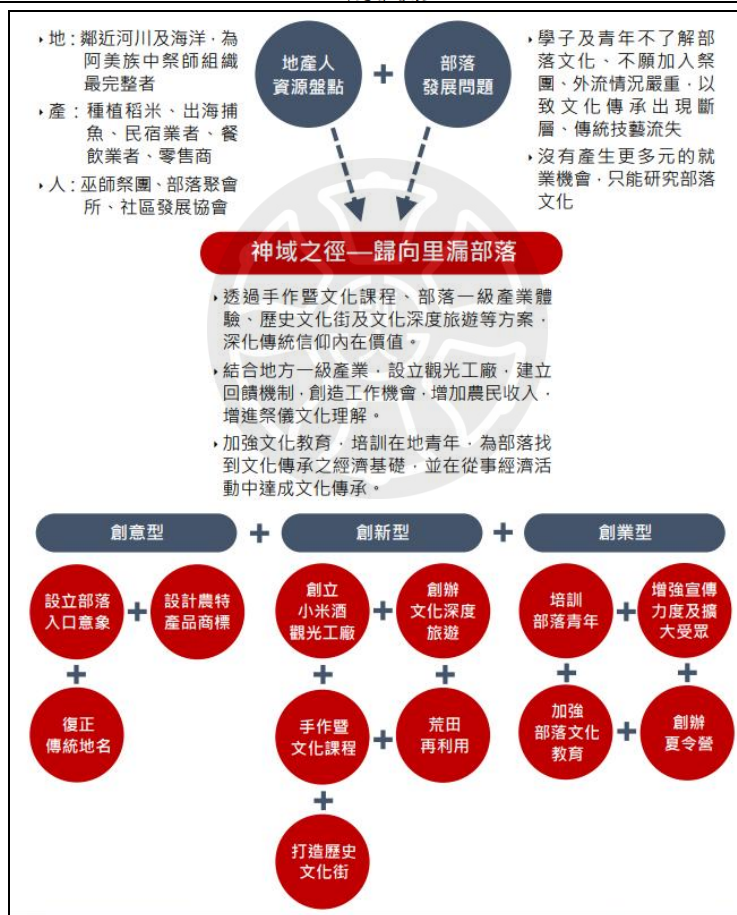 地產人
資源盤點
部落
發展問題
‣地：鄰近河川及海洋，為
阿美族中祭師組織
最完整者
‣產：種植稻米、出海捕
魚、民宿業者、餐
飲業者、零售商
‣人：巫師祭團、部落聚會
所、社區發展協會
‣學子及青年不了解部
落文化、不願加入祭
團、外流情況嚴重，以
致文化傳承出現斷
層、傳統技藝流失
‣沒有產生更多元的就
業機會，只能研究部落
文化
神域之徑—歸向里漏部落
‣透過手作暨文化課程、部落一級產業體
驗、歷史文化街及文化深度旅遊等方案，
深化傳統信仰內在價值。
‣結合地方一級產業，設立觀光工廠，建立
回饋機制，創造工作機會，增加農民收入，
增進祭儀文化理解。
‣加強文化教育，培訓在地青年，為部落找
到文化傳承之經濟基礎，並在從事經濟活
動中達成文化傳承。
創意型
創新型
創業型
設立部落
入口意象
設計農特
產品商標
復正
傳統地名
創立
小米酒
觀光工廠
創辦
文化深度
旅遊
手作暨
文化課程
荒田
再利用
打造歷史
文化街
培訓
部落青年
增強宣傳
力度及擴
大受眾
加強
部落文化
教育
創辦
夏令營